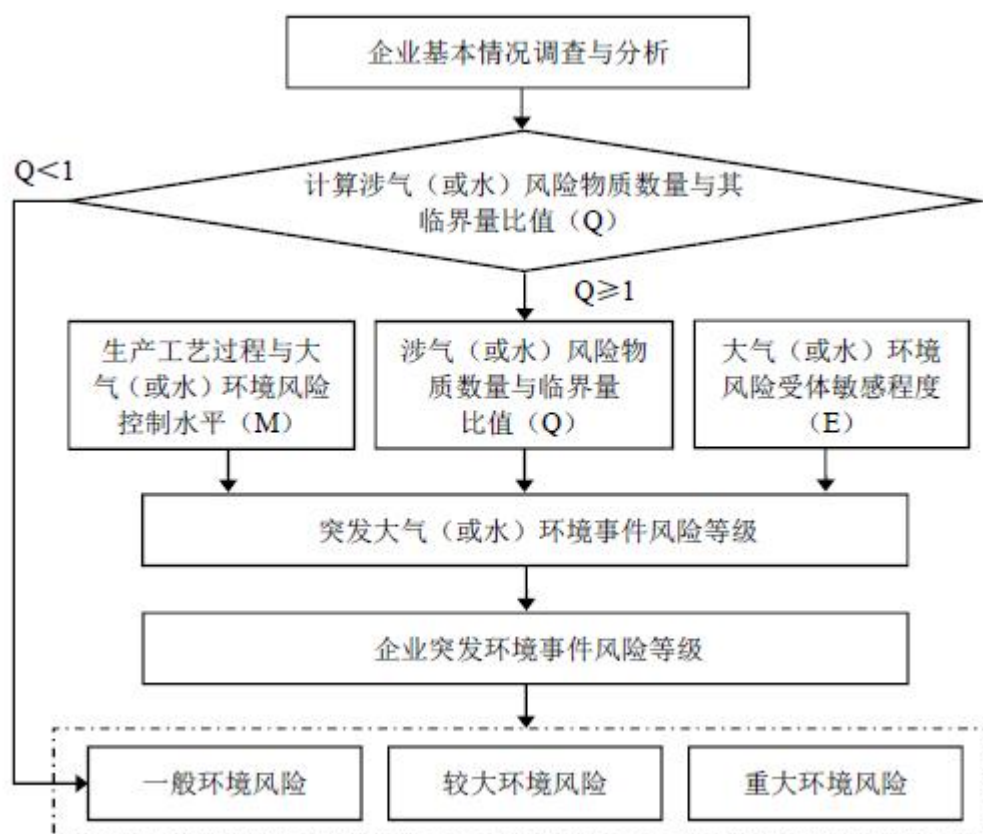 企业基本情况调查与分析
Q＜1
计算涉气（或水）风险物质数量与其
临界量比值（Q）
Q≥1
生产工艺过程与大
气（或水）环境风险
控制水平（M）
涉气（或水）风险物
质数量与临界量
比值（Q）
大气（或水）环境
风险受体敏感程度
（E）
突发大气（或水）环境事件风险等级
企业突发环境事件风险等级
一般环境风险
较大环境风险
重大环境风险